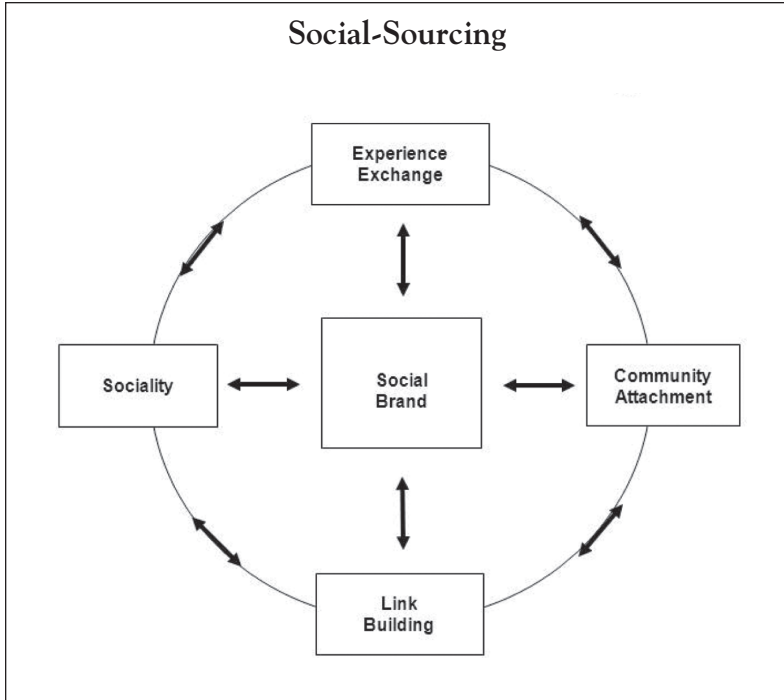 Social-Sourcing
Experience
Exchange
Sociality
Social
Brand
Community
Attachment
Link
Building